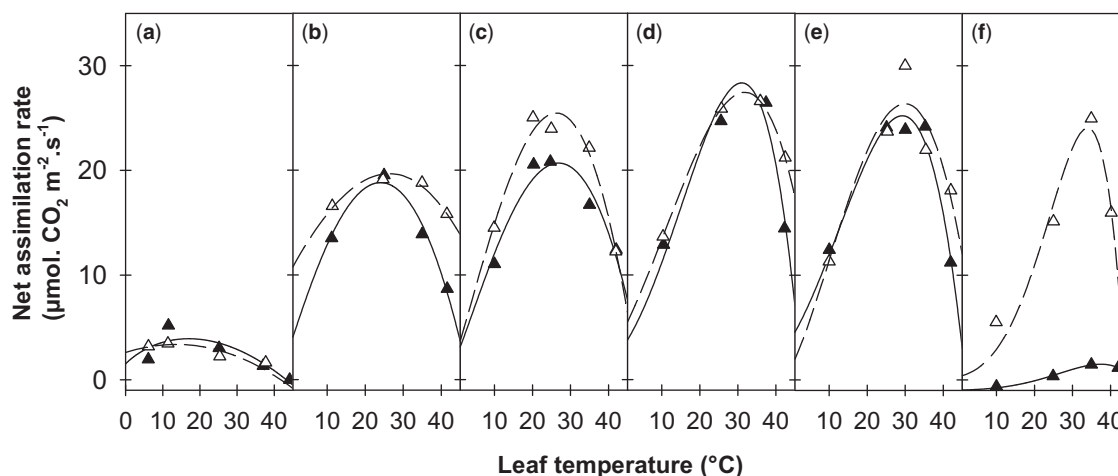 (a) (b) (c) (d) (e) (f)
30
20
10
0
Net assimilation rate
(µmol. CO₂ m⁻².s⁻¹)
0 10 20 30 40 10 20 30 40 10 20 30 40 10 20 30 40 10 20 30 40 10 20 30 40
Leaf temperature (°C)